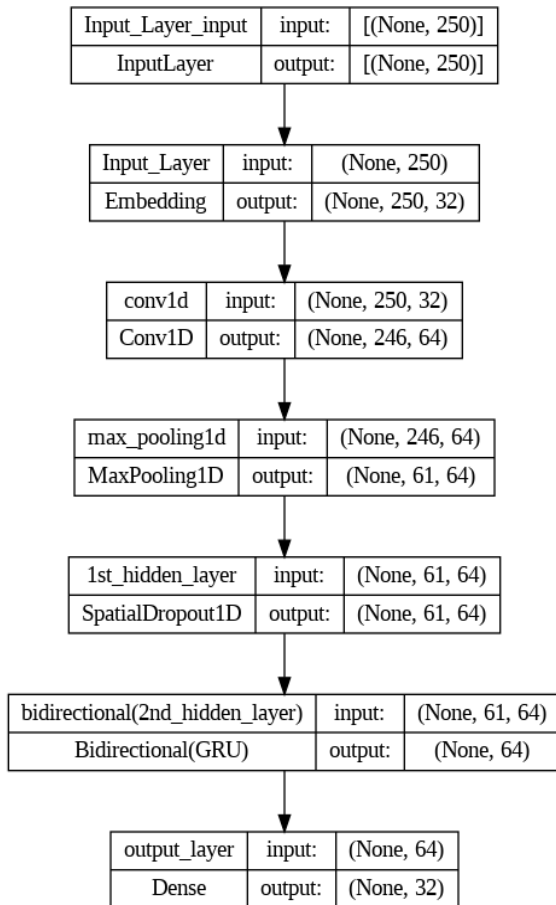 Input_Layer_input input: [(None, 250)]
InputLayer output: [(None, 250)]
Input_Layer input: (None, 250)
Embedding output: (None, 250, 32)
conv1d input: (None, 250, 32)
Conv1D output: (None, 246, 64)
max_pooling1d input: (None, 246, 64)
MaxPooling1D output: (None, 61, 64)
1st_hidden_layer input: (None, 61, 64)
SpatialDropout1D output: (None, 61, 64)
bidirectional(2nd_hidden_layer) input: (None, 61, 64)
Bidirectional(GRU) output: (None, 64)
output_layer input: (None, 64)
Dense output: (None, 32)